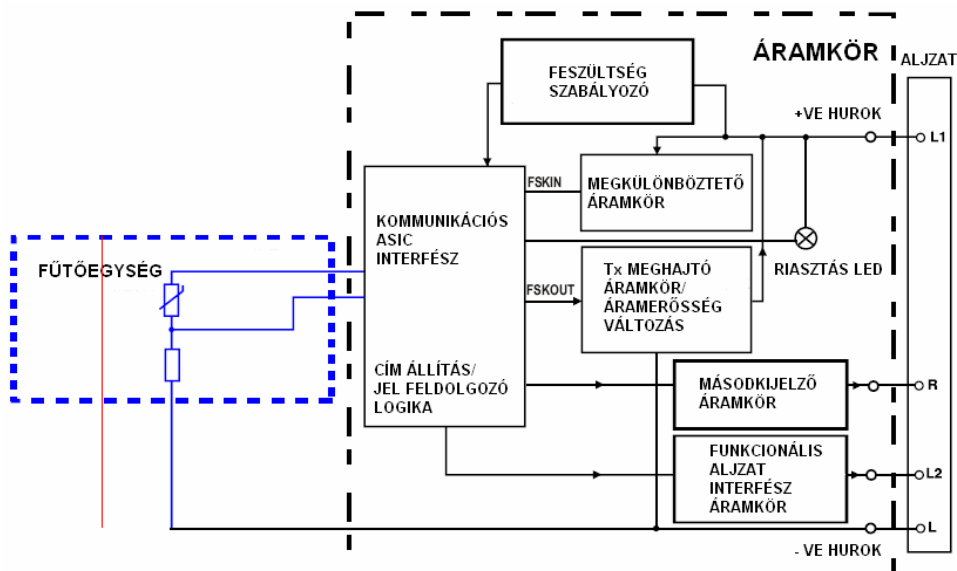 ÁRAMKÖR
ALJZAT
FESZÜLTSÉG
SZABÁLYOZÓ
+VE HUROK
L1
FSKIN
MEGKÜLÖNBÖZTETŐ
ÁRAMKÖR
KOMMUNIKÁCIÓS
ASIC
INTERFÉSZ
FŰTŐEGYSÉG
RIASZTÁS LED
Tx MEGHAJTÓ
ÁRAMKÖR/
ÁRAMERŐSSÉG
VÁLTOZÁS
FSKOUT
CÍM ÁLLÍTÁS/
JEL FELDOLGOZÓ
LOGIKA
MÁSODKIJELZŐ
ÁRAMKÖR
R
FUNKCIONÁLIS
ALJZAT
INTERFÉSZ
ÁRAMKÖR
L2
L
- VE HUROK